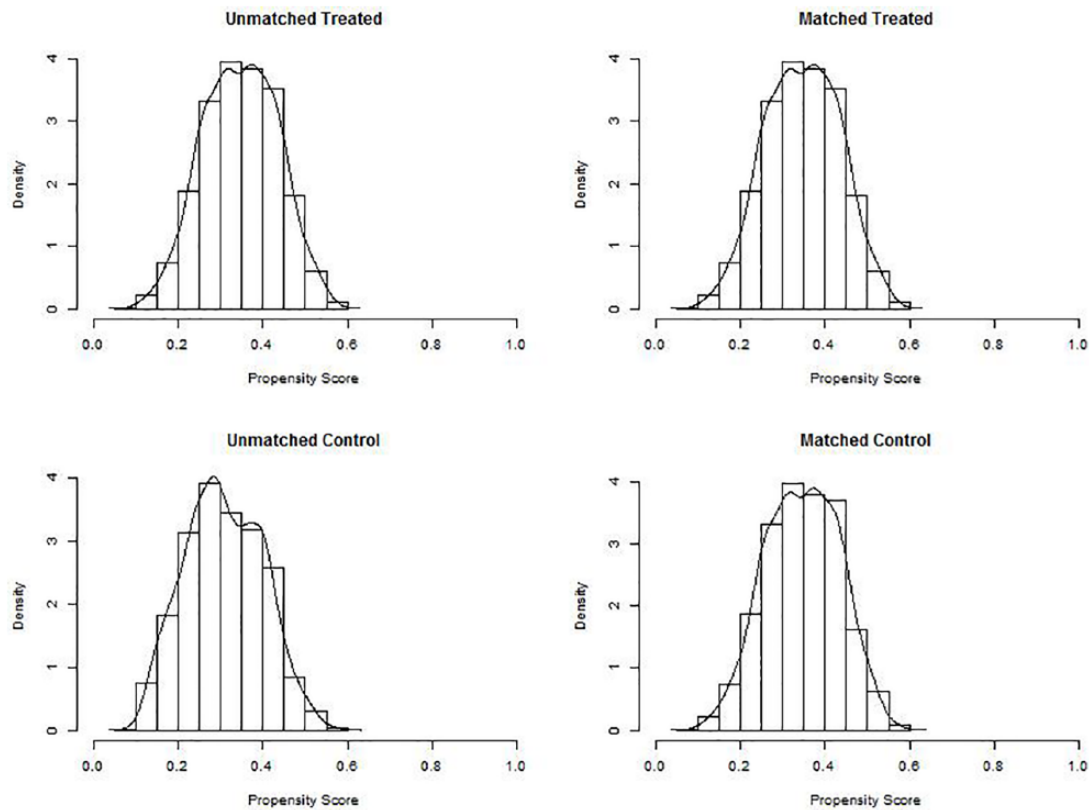 Unmatched Treated
Matched Treated
Density
4
3
2
1
0
0.0 0.2 0.4 0.6 0.8 1.0
Propensity Score
Density
4
3
2
1
0
0.0 0.2 0.4 0.6 0.8 1.0
Propensity Score
Unmatched Control
Matched Control
Density
4
3
2
1
0
0.0 0.2 0.4 0.6 0.8 1.0
Propensity Score
Density
4
3
2
1
0
0.0 0.2 0.4 0.6 0.8 1.0
Propensity Score